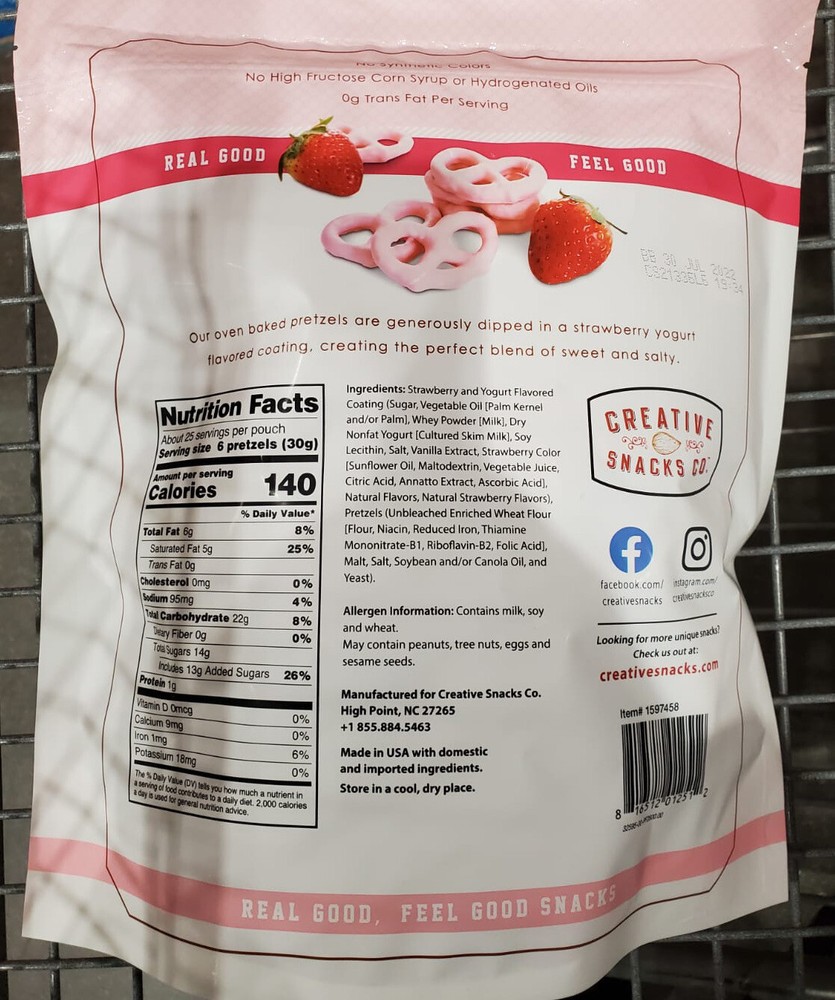 No Synthetic Colors
No High Fructose Corn Syrup or Hydrogenated Oils
0g Trans Fat Per Serving
REAL GOOD
FEEL GOOD
BB 30 JUL 2022
19:34
Our oven baked pretzels are generously dipped in a strawberry yogurt
flavored coating, creating the perfect blend of sweet and salty.
Nutrition Facts
About 25 servings per pouch
Serving size 6 pretzels (30g)
Amount per serving
Calories 140
% Daily Value*
Total Fat 6g 8%
Saturated Fat 5g 25%
Trans Fat 0g
Cholesterol 0mg 0%
Sodium 95mg 4%
Total Carbohydrate 22g 8%
Dietary Fiber 0g 0%
Total Sugars 14g
Includes 13g Added Sugars 26%
Protein 1g
Vitamin D 0mcg 0%
Calcium 9mg 0%
Iron 1mg 6%
Potassium 18mg 0%
The % Daily Value (DV) tells you how much a nutrient in
a serving of food contributes to a daily diet. 2,000 calories
a day is used for general nutrition advice.
Ingredients: Strawberry and Yogurt Flavored
Coating (Sugar, Vegetable Oil [Palm Kernel
and/or Palm], Whey Powder [Milk], Dry
Nonfat Yogurt [Cultured Skim Milk], Soy
Lecithin, Salt, Vanilla Extract, Strawberry Color
[Sunflower Oil, Maltodextrin, Vegetable Juice,
Citric Acid, Annatto Extract, Ascorbic Acid],
Natural Flavors, Natural Strawberry Flavors),
Pretzels (Unbleached Enriched Wheat Flour
[Flour, Niacin, Reduced Iron, Thiamine
Mononitrate-B1, Riboflavin-B2, Folic Acid],
Malt, Salt, Soybean and/or Canola Oil, and
Yeast).
Allergen Information: Contains milk, soy
and wheat.
May contain peanuts, tree nuts, eggs and
sesame seeds.
Manufactured for Creative Snacks Co.
High Point, NC 27265
+1 855.884.5463
Made in USA with domestic
and imported ingredients.
Store in a cool, dry place.
CREATIVE
SNACKS CO.
facebook.com/
creativesnacks
instagram.com/
creativesnacksco
Looking for more unique snacks?
Check us out at:
creativesnacks.com
Item# 1597458
8 16512 01251 2
REAL GOOD, FEEL GOOD SNACKS